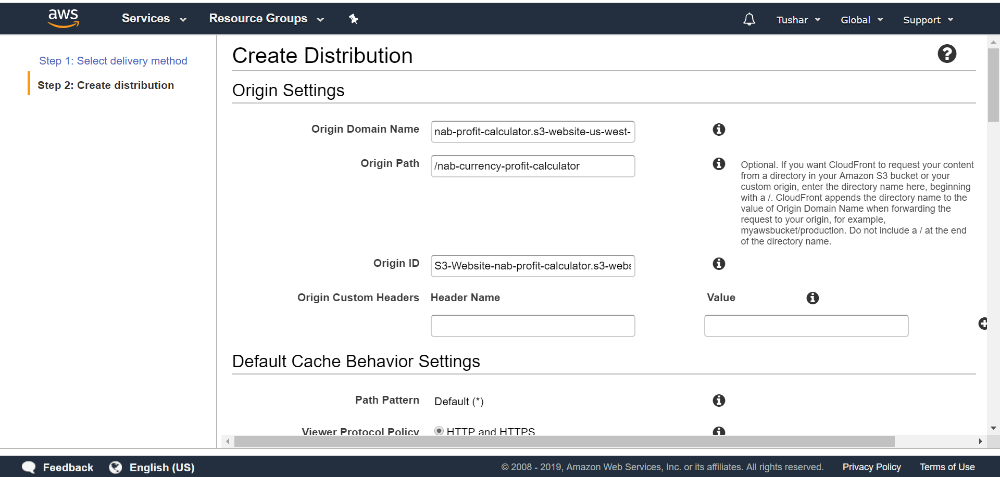 aws Services Resource Groups Tushar Global Support
Step 1: Select delivery method
Step 2: Create distribution
Create Distribution
Origin Settings
Origin Domain Name nab-profit-calculator.s3-website-us-west-
Origin Path /nab-currency-profit-calculator
Optional. If you want CloudFront to request your content
from a directory in your Amazon S3 bucket or your
custom origin, enter the directory name here, beginning
with a /. CloudFront appends the directory name to the
value of Origin Domain Name when forwarding the
request to your origin, for example,
myawsbucket/production. Do not include a / at the end
of the directory name.
Origin ID S3-Website-nab-profit-calculator.s3-webs
Origin Custom Headers Header Name Value
Default Cache Behavior Settings
Path Pattern Default (*)
Viewer Protocol Policy HTTP and HTTPS
Feedback English (US) © 2008 - 2019, Amazon Web Services, Inc. or its affiliates. All rights reserved. Privacy Policy Terms of Use